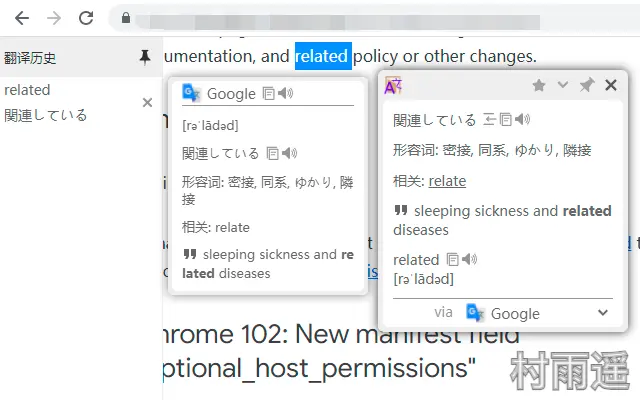 翻译历史
related
関連している
umentation, and related policy or other changes.
Google
[rəˈlādəd]
関連している
形容词: 密接, 同系, ゆかり, 隣
接
相关: relate
sleeping sickness and re
lated diseases
関連している
形容词: 密接, 同系, ゆかり, 隣接
相关: relate
sleeping sickness and related
diseases
related
[rəˈlādəd]
via Google
hrome 102: New manifest field
ptional_host_permissions"
村雨遥